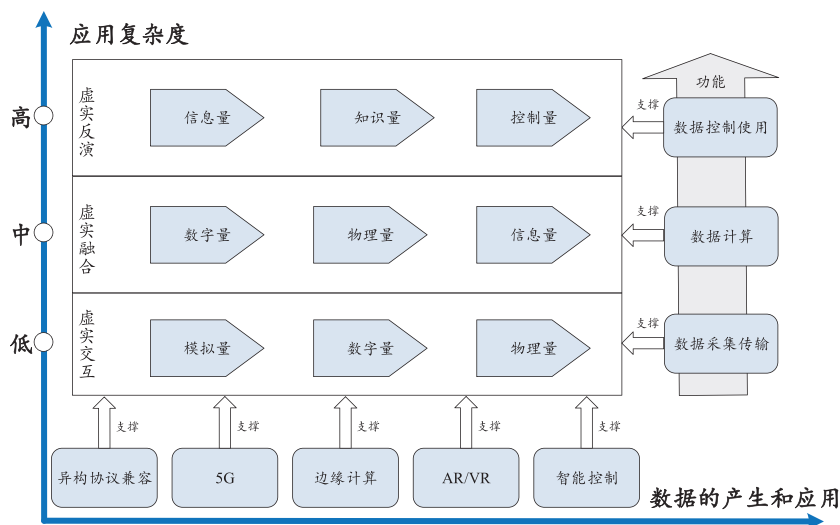 应用复杂度
功能
高
虚实反演
信息量
知识量
控制量
支撑
数据控制使用
中
虚实融合
数字量
物理量
信息量
支撑
数据计算
低
虚实交互
模拟量
数字量
物理量
支撑
数据采集传输
支撑
支撑
支撑
支撑
支撑
异构协议兼容
5G
边缘计算
AR/VR
智能控制
数据的产生和应用